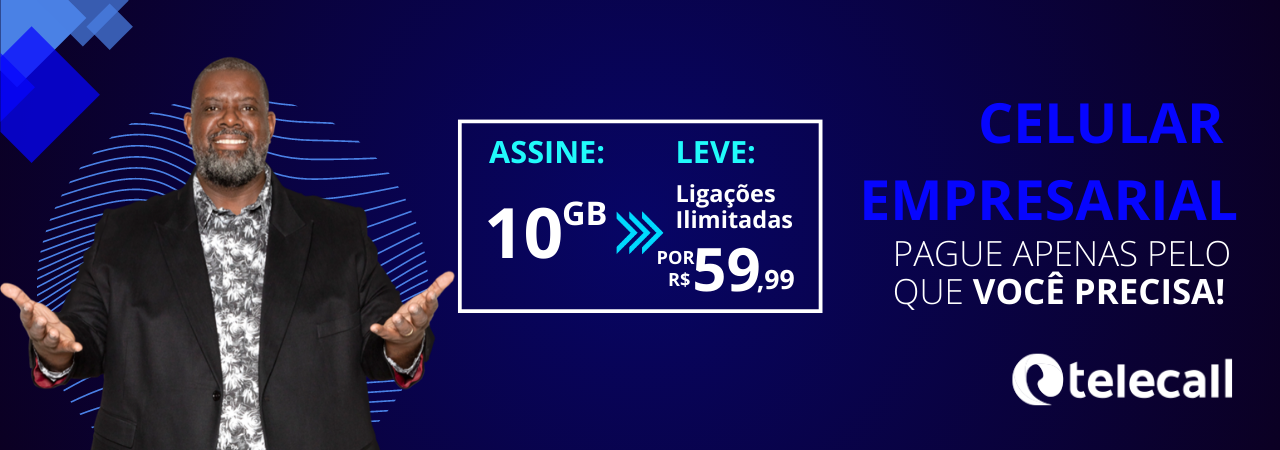 ASSINE:
10GB
LEVE:
Ligações
Ilimitadas
POR
R$ 59,99
CELULAR
EMPRESARIAL
PAGUE APENAS PELO
QUE VOCÊ PRECISA!
telecall